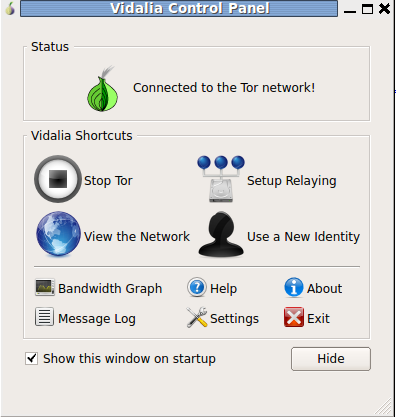 Vidalia Control Panel
Status
Connected to the Tor network!
Vidalia Shortcuts
Stop Tor Setup Relaying
View the Network Use a New Identity
Bandwidth Graph Help About
Message Log Settings Exit
Show this window on startup Hide